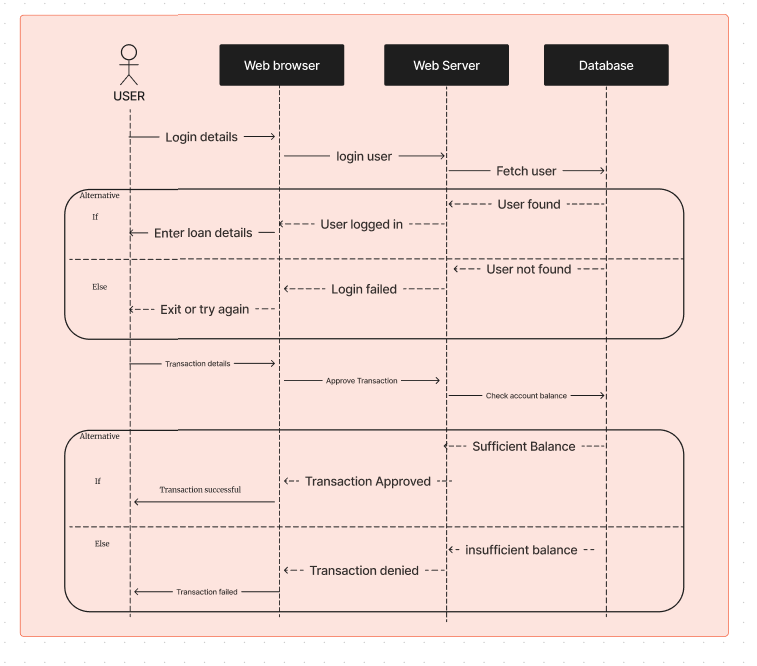 USER
Web browser
Web Server
Database
Login details
login user
Fetch user
Alternative
User found
If
User logged in
Enter loan details
User not found
Else
Login failed
Exit or try again
Transaction details
Approve Transaction
Check account balance
Alternative
Sufficient Balance
If
Transaction Approved
Transaction successful
Else
insufficient balance
Transaction denied
Transaction failed